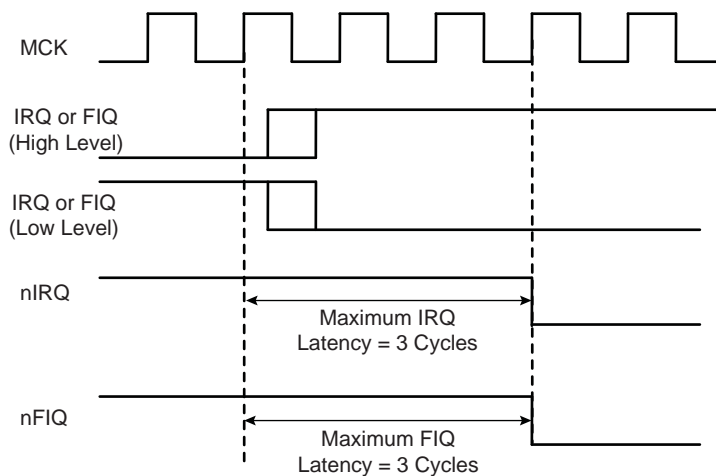 MCK
IRQ or FIQ
(High Level)
IRQ or FIQ
(Low Level)
nIRQ
Maximum IRQ
Latency = 3 Cycles
nFIQ
Maximum FIQ
Latency = 3 Cycles